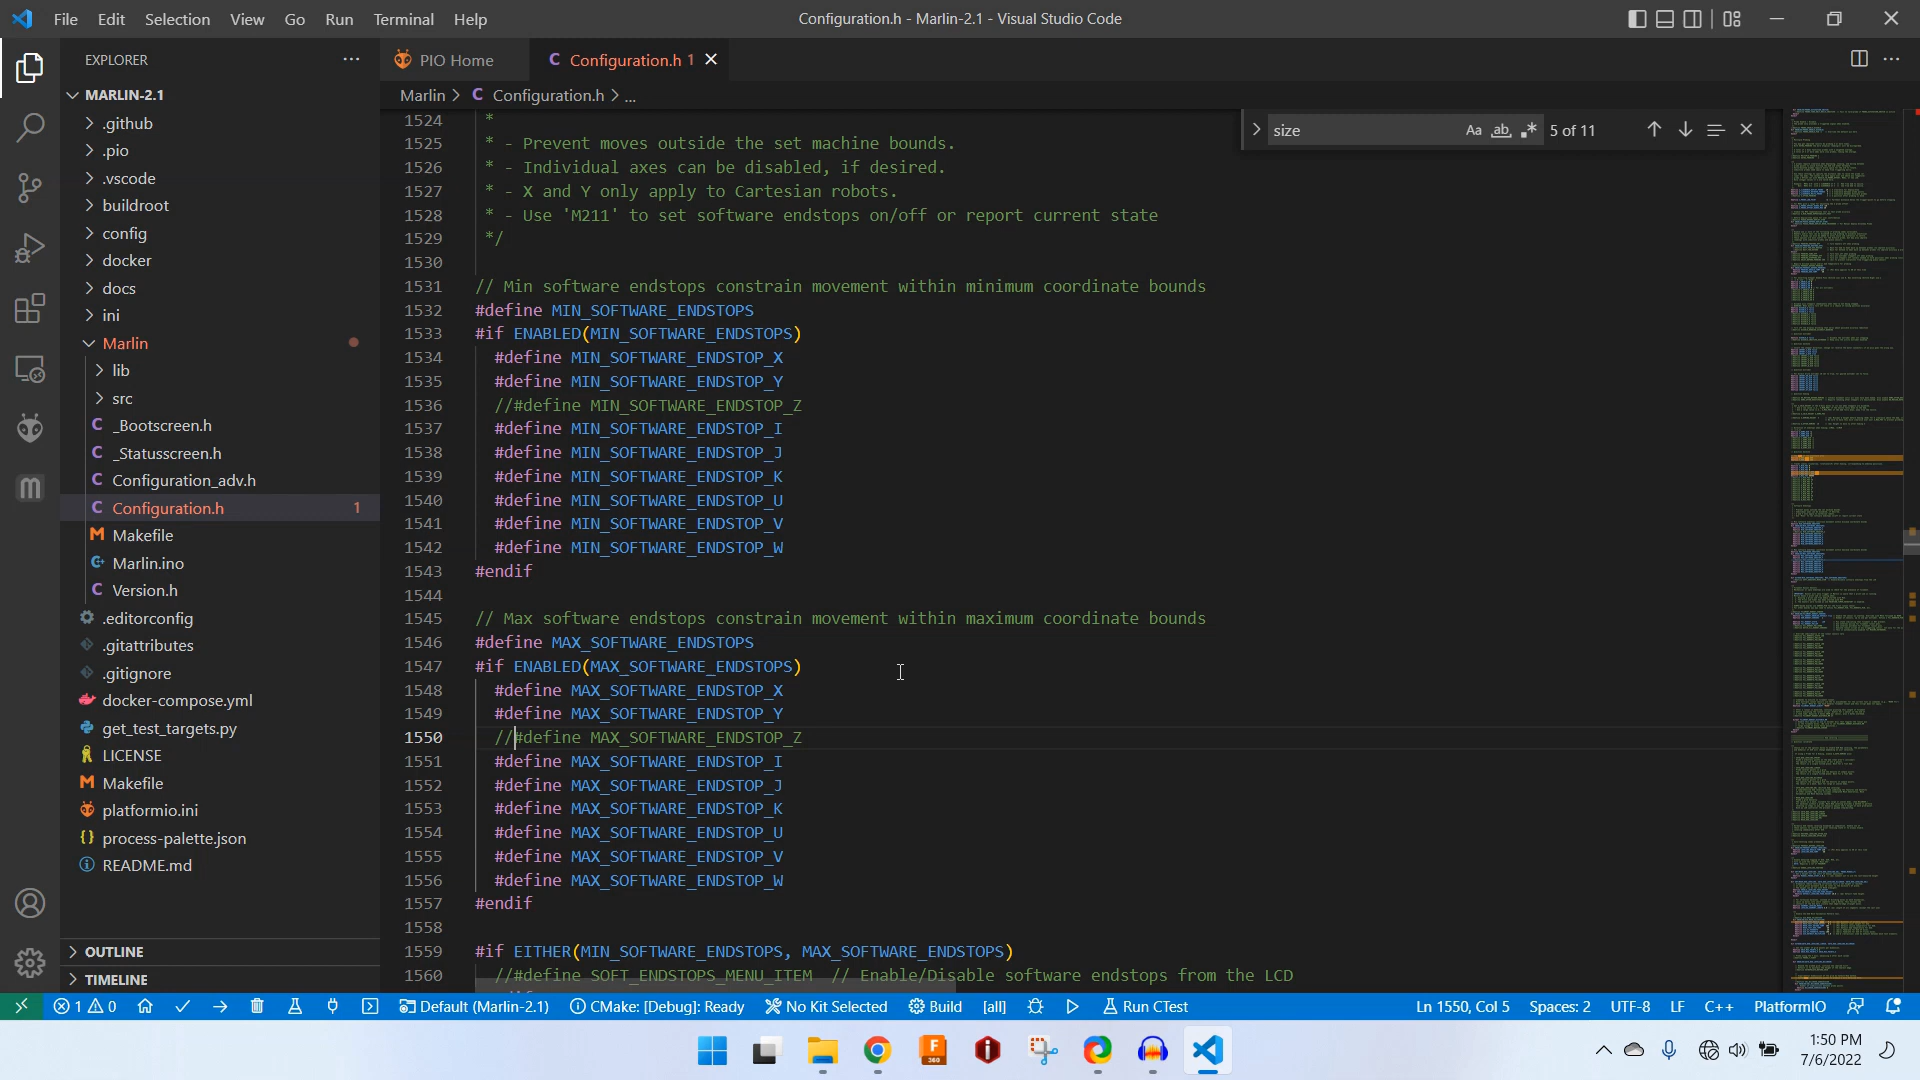 File Edit Selection View Go Run Terminal Help
Configuration.h - Marlin-2.1 - Visual Studio Code
EXPLORER
PIO Home
C Configuration.h 1
MARLIN-2.1
Marlin > C Configuration.h > ...
size
Aa ab 5 of 11
.github
.pio
.vscode
buildroot
config
docker
docs
ini
Marlin
lib
src
C _Bootscreen.h
C _Statusscreen.h
C Configuration_adv.h
C Configuration.h 1
M Makefile
Marlin.ino
C Version.h
.editorconfig
.gitattributes
.gitignore
docker-compose.yml
get_test_targets.py
LICENSE
M Makefile
platformio.ini
process-palette.json
README.md
OUTLINE
TIMELINE
1524 *
1525 * - Prevent moves outside the set machine bounds.
1526 * - Individual axes can be disabled, if desired.
1527 * - X and Y only apply to Cartesian robots.
1528 * - Use 'M211' to set software endstops on/off or report current state
1529 */
1530
1531 // Min software endstops constrain movement within minimum coordinate bounds
1532 #define MIN_SOFTWARE_ENDSTOPS
1533 #if ENABLED(MIN_SOFTWARE_ENDSTOPS)
1534 #define MIN_SOFTWARE_ENDSTOP_X
1535 #define MIN_SOFTWARE_ENDSTOP_Y
1536 //#define MIN_SOFTWARE_ENDSTOP_Z
1537 #define MIN_SOFTWARE_ENDSTOP_I
1538 #define MIN_SOFTWARE_ENDSTOP_J
1539 #define MIN_SOFTWARE_ENDSTOP_K
1540 #define MIN_SOFTWARE_ENDSTOP_U
1541 #define MIN_SOFTWARE_ENDSTOP_V
1542 #define MIN_SOFTWARE_ENDSTOP_W
1543 #endif
1544
1545 // Max software endstops constrain movement within maximum coordinate bounds
1546 #define MAX_SOFTWARE_ENDSTOPS
1547 #if ENABLED(MAX_SOFTWARE_ENDSTOPS)
1548 #define MAX_SOFTWARE_ENDSTOP_X
1549 #define MAX_SOFTWARE_ENDSTOP_Y
1550 //#define MAX_SOFTWARE_ENDSTOP_Z
1551 #define MAX_SOFTWARE_ENDSTOP_I
1552 #define MAX_SOFTWARE_ENDSTOP_J
1553 #define MAX_SOFTWARE_ENDSTOP_K
1554 #define MAX_SOFTWARE_ENDSTOP_U
1555 #define MAX_SOFTWARE_ENDSTOP_V
1556 #define MAX_SOFTWARE_ENDSTOP_W
1557 #endif
1558
1559 #if EITHER(MIN_SOFTWARE_ENDSTOPS, MAX_SOFTWARE_ENDSTOPS)
1560 //#define SOFT_ENDSTOPS_MENU_ITEM // Enable/Disable software endstops from the LCD
1 0 Default (Marlin-2.1) CMake: [Debug]: Ready No Kit Selected Build [all] Run CTest Ln 1550, Col 5 Spaces: 2 UTF-8 LF C++ PlatformIO
F 360
1:50 PM
7/6/2022